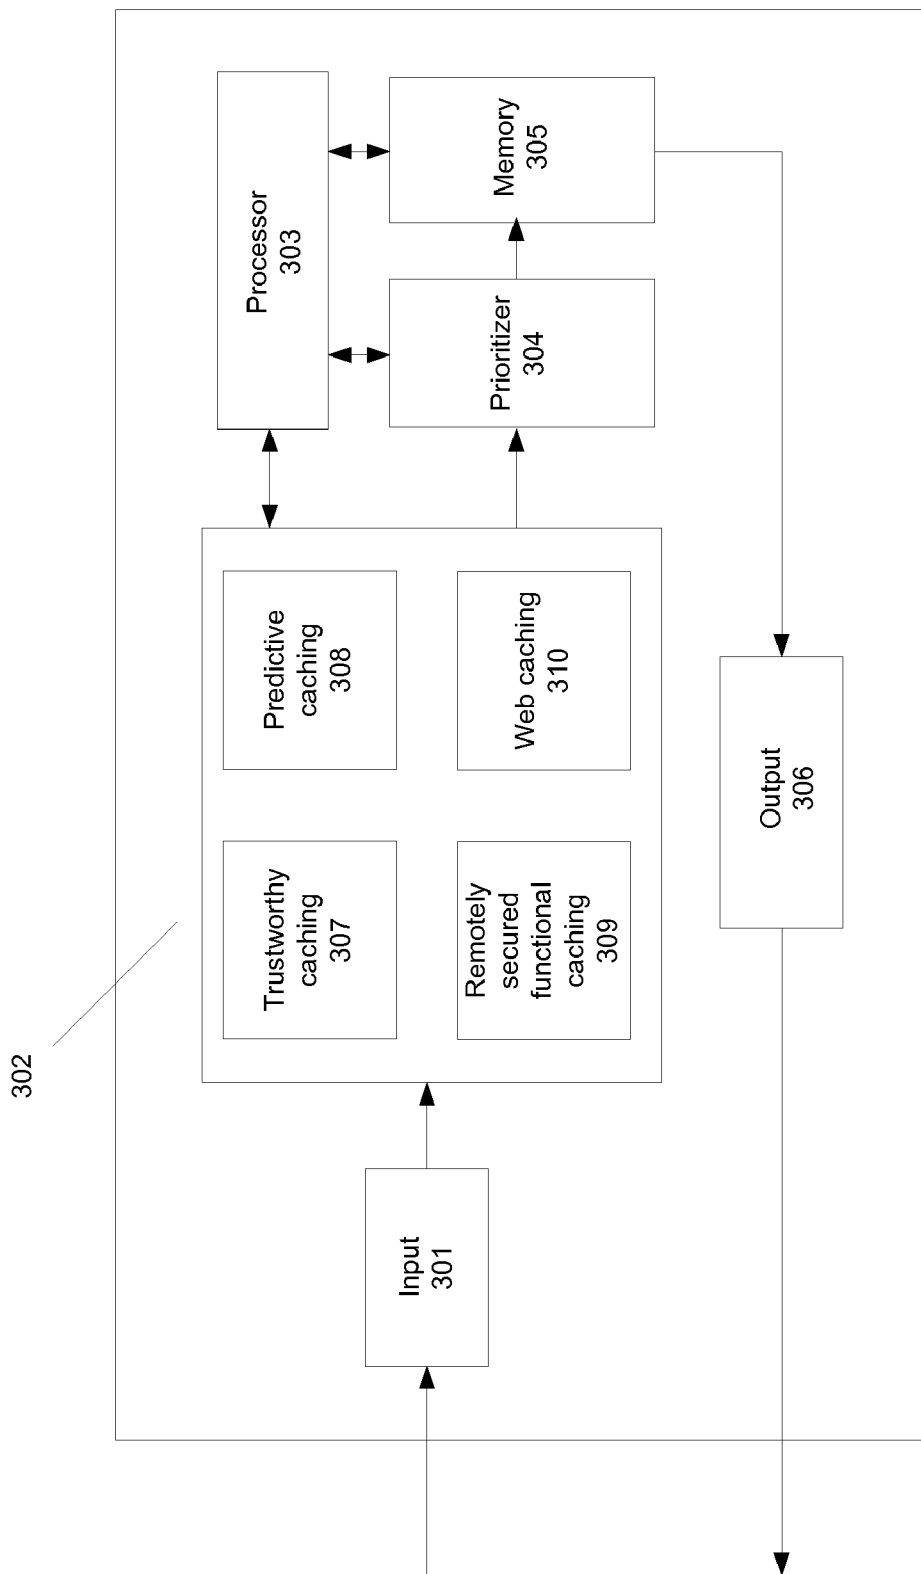 302
Input
301
Trustworthy
caching
307
Predictive
caching
308
Remotely
secured
functional
caching
309
Web caching
310
Processor
303
Prioritizer
304
Memory
305
Output
306